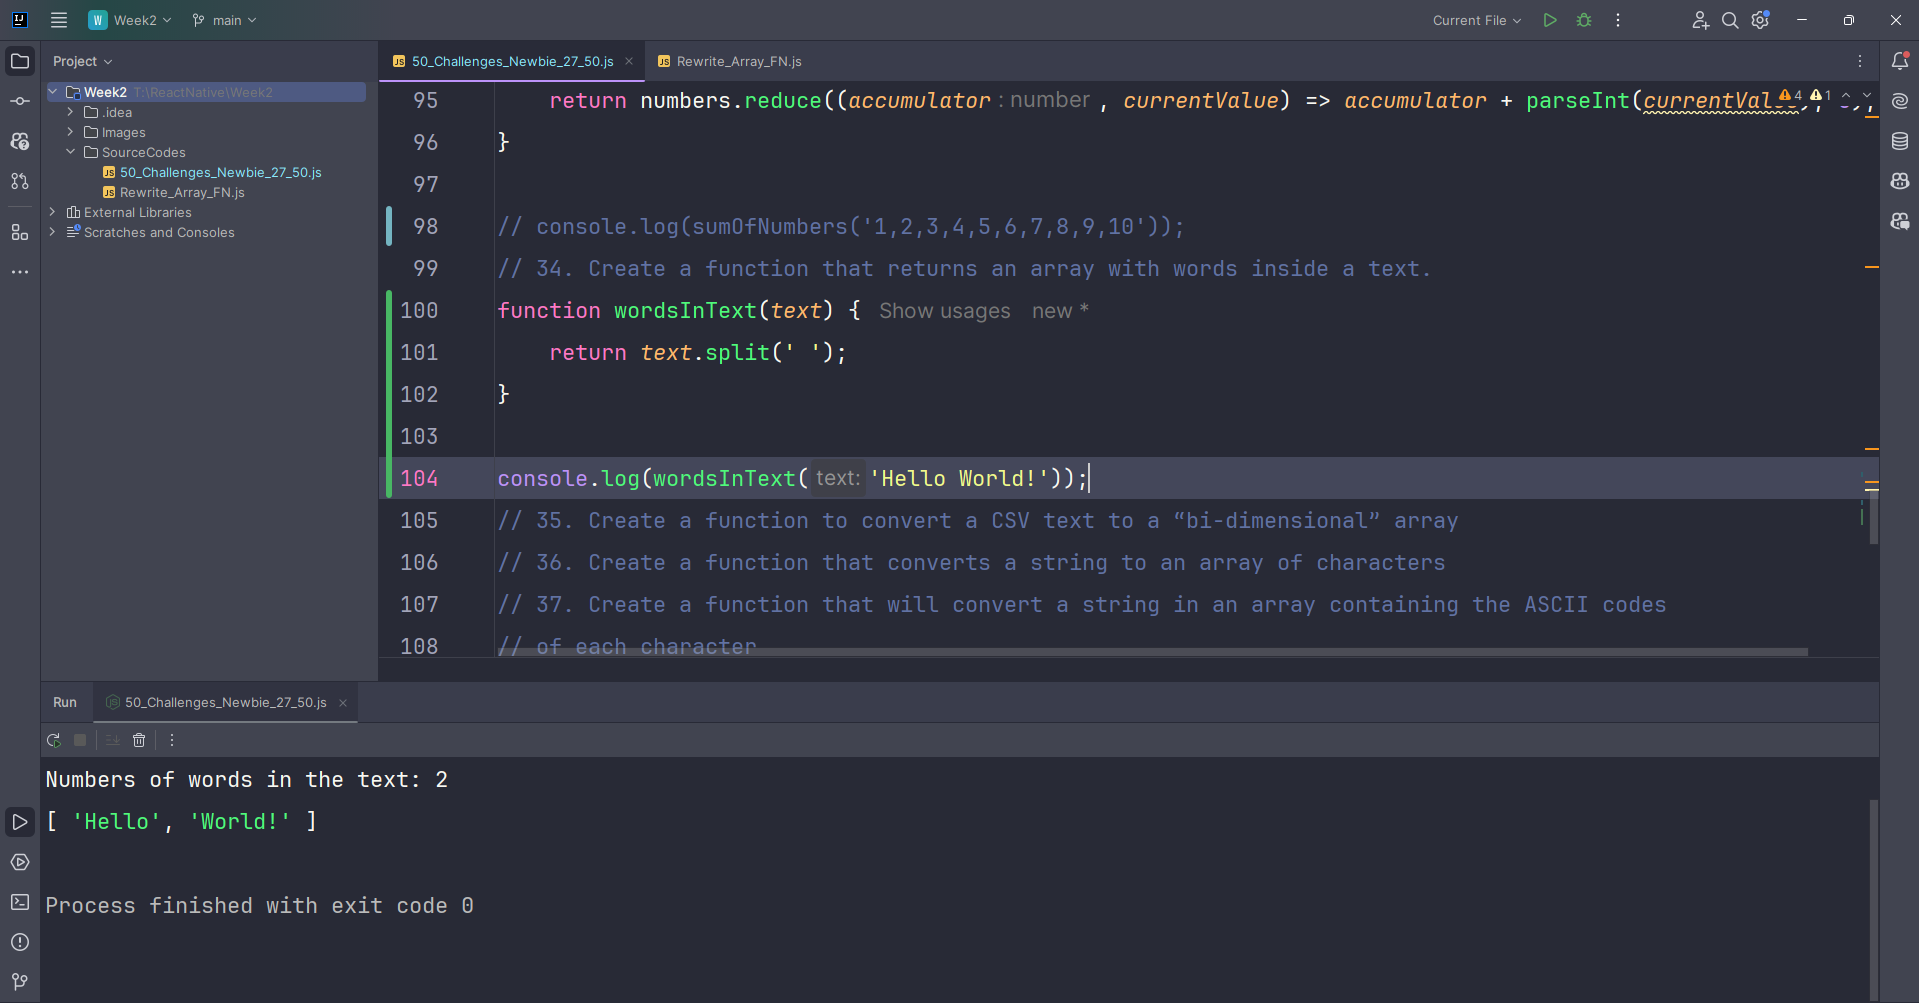 Week2
main
Current File
Project
50_Challenges_Newbie_27_50.js
Rewrite_Array_FN.js
Week2 T:\ReactNative\Week2
.idea
Images
SourceCodes
50_Challenges_Newbie_27_50.js
Rewrite_Array_FN.js
External Libraries
Scratches and Consoles
95 return numbers.reduce((accumulator : number , currentValue) => accumulator + parseInt(currentValue),
4 1
96 }
97
98 // console.log(sumOfNumbers('1,2,3,4,5,6,7,8,9,10'));
99 // 34. Create a function that returns an array with words inside a text.
100 function wordsInText(text) { Show usages new *
101 return text.split(' ');
102 }
103
104 console.log(wordsInText( text: 'Hello World!'));
105 // 35. Create a function to convert a CSV text to a “bi-dimensional” array
106 // 36. Create a function that converts a string to an array of characters
107 // 37. Create a function that will convert a string in an array containing the ASCII codes
108 // of each character
Run
50_Challenges_Newbie_27_50.js
Numbers of words in the text: 2
[ 'Hello', 'World!' ]
Process finished with exit code 0